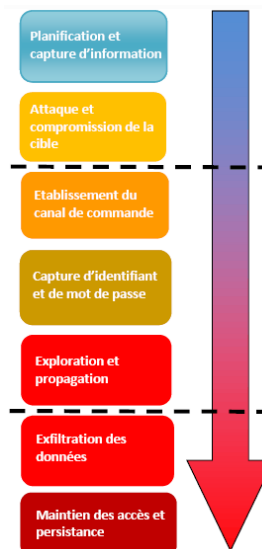 Planification et
capture d'information
Attaque et
compromission de la
cible
Etablissement du
canal de commande
Capture d'identifiant
et de mot de passe
Exploration et
propagation
Exfiltration des
données
Maintien des accès et
persistance